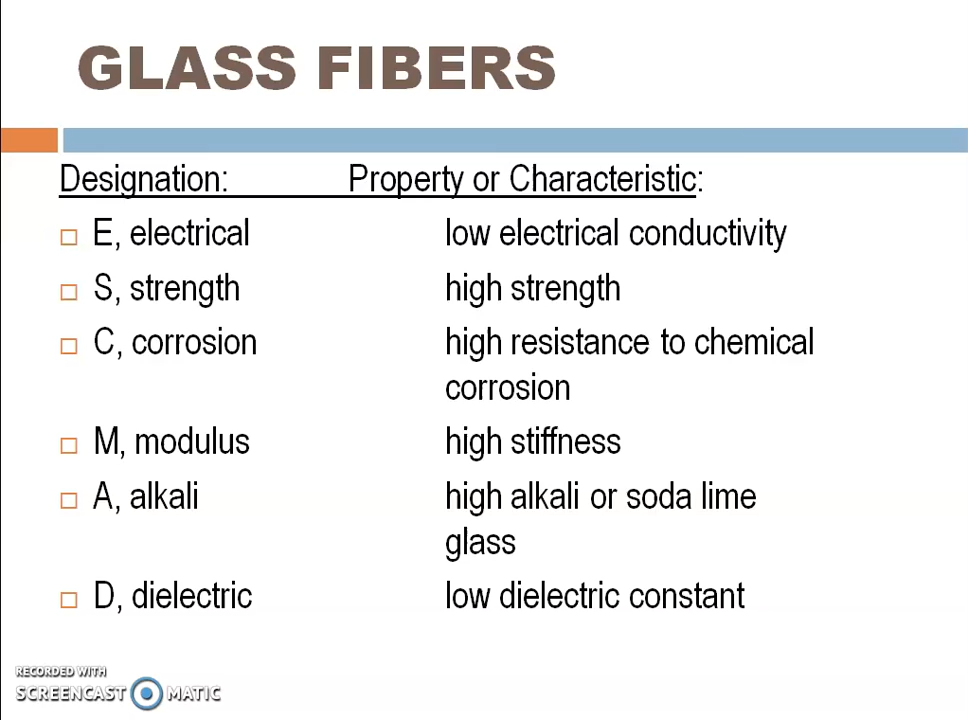 GLASS FIBERS
Designation: Property or Characteristic:
E, electrical low electrical conductivity
S, strength high strength
C, corrosion high resistance to chemical
corrosion
M, modulus high stiffness
A, alkali high alkali or soda lime
glass
D, dielectric low dielectric constant
RECORDED WITH
SCREENCAST MATIC